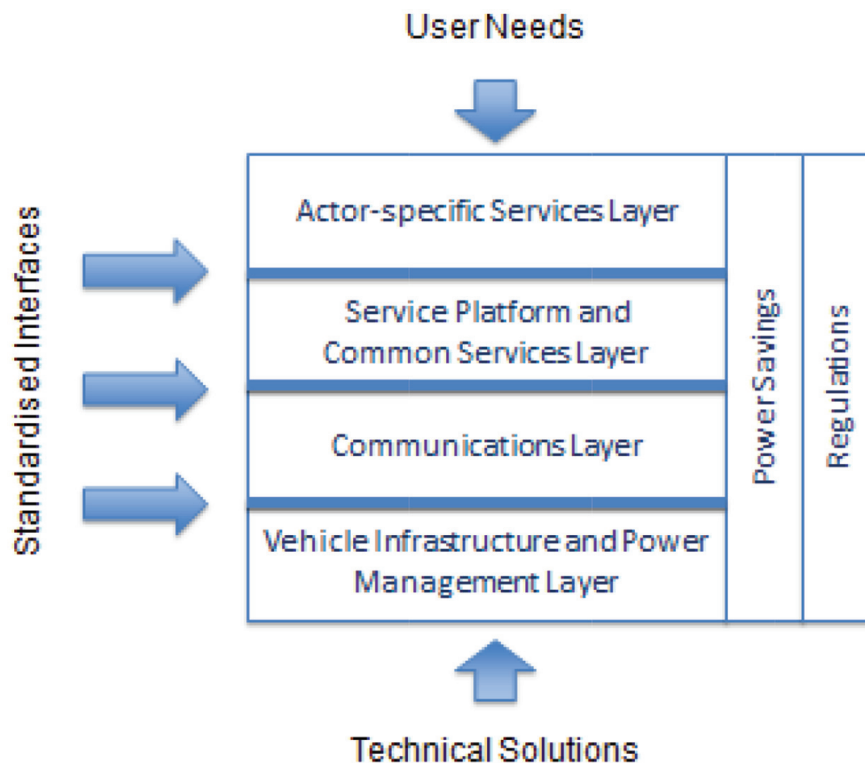 User Needs
Standardised Interfaces
Actor-specific Services Layer
Service Platform and
Common Services Layer
Communications Layer
Vehicle Infrastructure and Power
Management Layer
Power Savings
Regulations
Technical Solutions